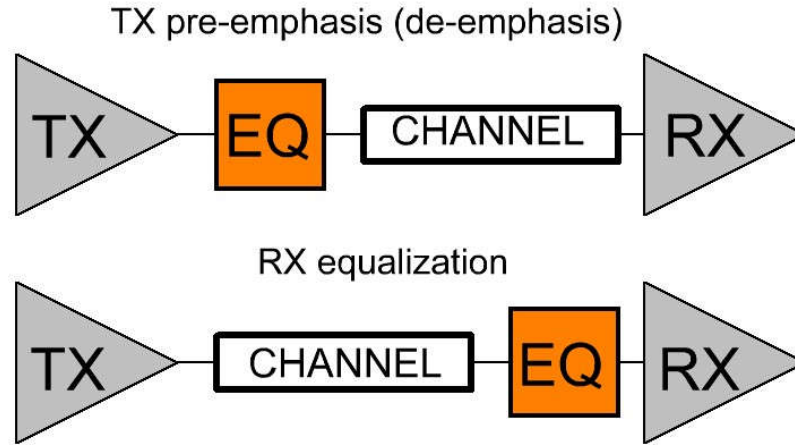 TX pre-emphasis (de-emphasis)
TX EQ CHANNEL RX
RX equalization
TX CHANNEL EQ RX